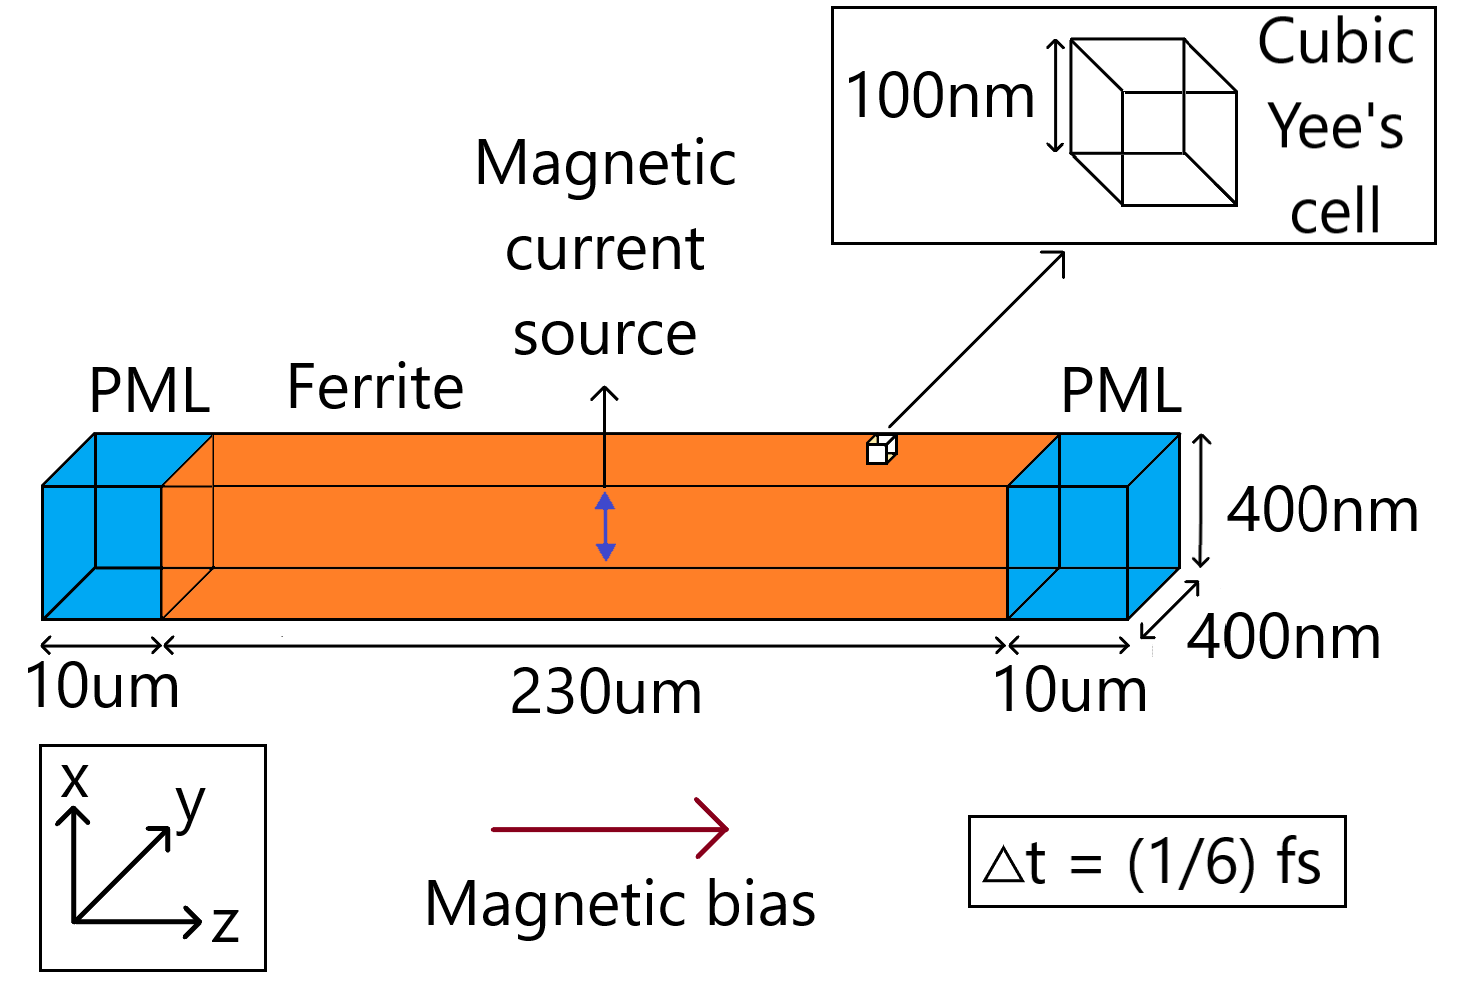 Cubic
Yee's
cell
100nm
Magnetic
current
source
PML
Ferrite
PML
400nm
400nm
10um
230um
10um
x
y
z
Magnetic bias
△t = (1/6) fs